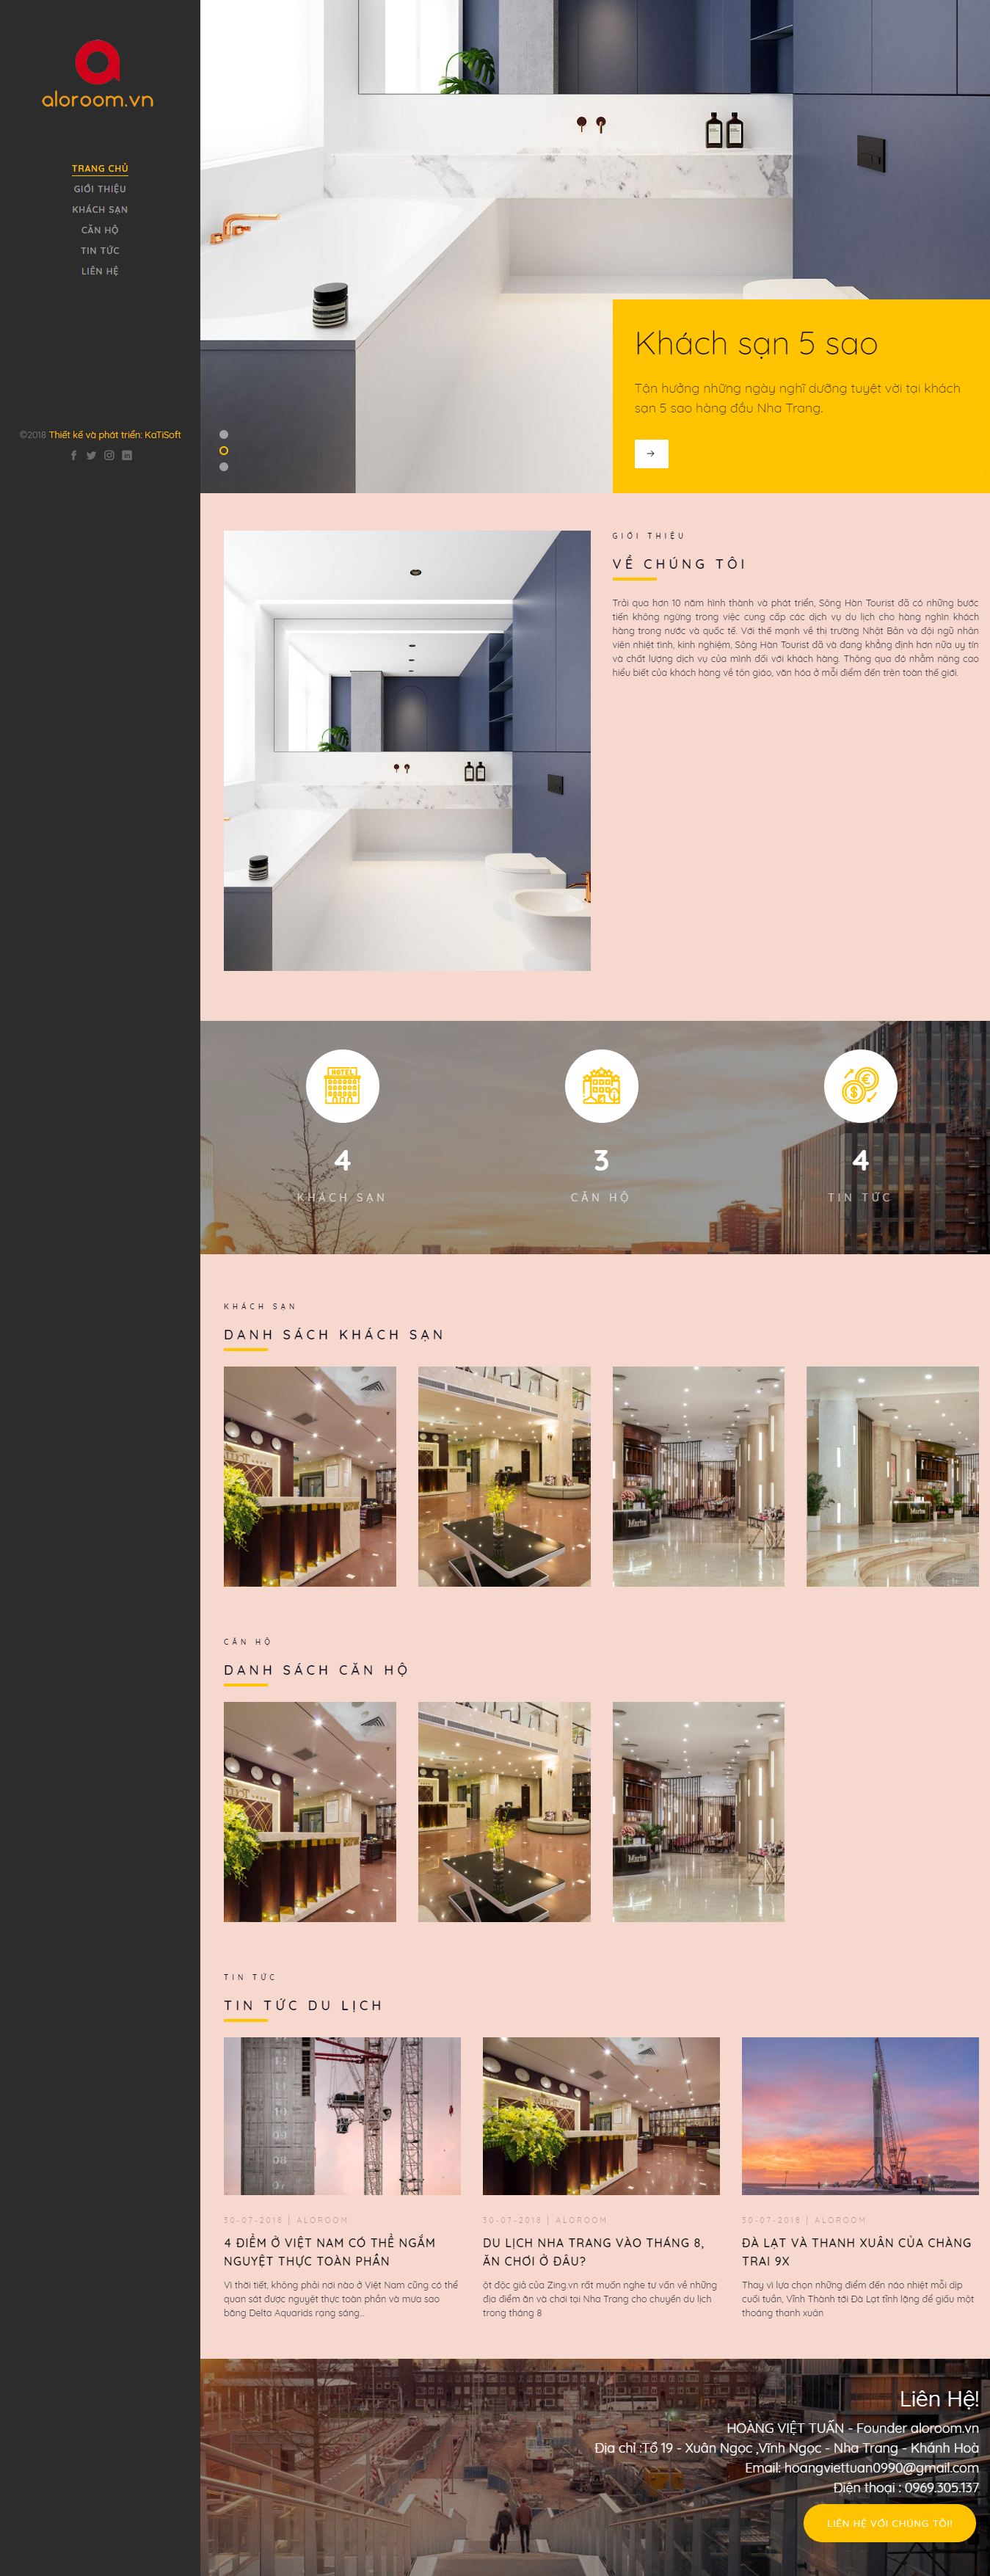 aloroom.vn
TRANG CHỦ
GIỚI THIỆU
KHÁCH SẠN
CĂN HỘ
TIN TỨC
LIÊN HỆ
©2018 Thiết kế và phát triển: KaTiSoft
Khách sạn 5 sao
Tận hưởng những ngày nghĩ dưỡng tuyệt vời tại khách
sạn 5 sao hàng đầu Nha Trang.
GIỚI THIỆU
VỀ CHÚNG TÔI
Trải qua hơn 10 năm hình thành và phát triển, Sông Hàn Tourist đã có những bước
tiến không ngừng trong việc cung cấp các dịch vụ du lịch cho hàng nghìn khách
hàng trong nước và quốc tế. Với thế mạnh về thị trường Nhật Bản và đội ngũ nhân
viên nhiệt tình, kinh nghiệm, Sông Hàn Tourist đã và đang khẳng định hơn nữa uy tín
và chất lượng dịch vụ của mình đối với khách hàng. Thông qua đó nhằm nâng cao
hiểu biết của khách hàng về tôn giáo, văn hóa ở mỗi điểm đến trên toàn thế giới.
HOTEL
4
KHÁCH SẠN
3
CĂN HỘ
4
TIN TỨC
KHÁCH SẠN
DANH SÁCH KHÁCH SẠN
CĂN HỘ
DANH SÁCH CĂN HỘ
TIN TỨC
TIN TỨC DU LỊCH
30-07-2018 | ALOROOM
4 ĐIỂM Ở VIỆT NAM CÓ THỂ NGẮM
NGUYỆT THỰC TOÀN PHẦN
Vì thời tiết, không phải nơi nào ở Việt Nam cũng có thể
quan sát được nguyệt thực toàn phần và mưa sao
băng Delta Aquarids rạng sáng...
30-07-2018 | ALOROOM
DU LỊCH NHA TRANG VÀO THÁNG 8,
ĂN CHƠI Ở ĐÂU?
ột độc giả của Zing.vn rất muốn nghe tư vấn về những
địa điểm ăn và chơi tại Nha Trang cho chuyến du lịch
trong tháng 8
30-07-2018 | ALOROOM
ĐÀ LẠT VÀ THANH XUÂN CỦA CHÀNG
TRAI 9X
Thay vì lựa chọn những điểm đến náo nhiệt mỗi dịp
cuối tuần, Vĩnh Thành tới Đà Lạt tĩnh lặng để giấu một
thoáng thanh xuân
Liên Hệ!
HOÀNG VIỆT TUẤN - Founder aloroom.vn
Địa chỉ :Tổ 19 - Xuân Ngọc ,Vĩnh Ngọc - Nha Trang - Khánh Hoà
Email: hoangviettuan0990@gmail.com
Điện thoại : 0969.305.137
LIÊN HỆ VỚI CHÚNG TÔI!